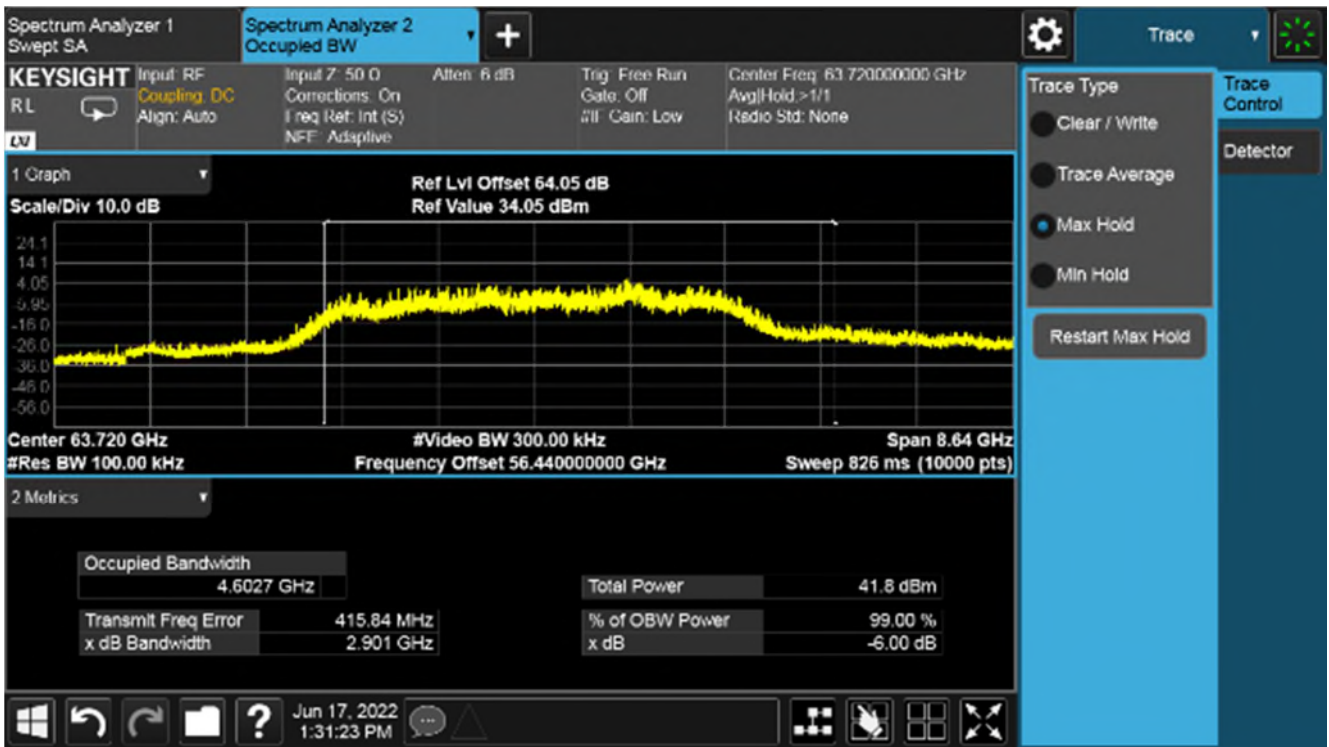 Spectrum Analyzer 1
Swept SA
Spectrum Analyzer 2
Occupied BW
+
Trace
KEYSIGHT
R L
LXI
Input: RF
Coupling: DC
Align: Auto
Input Z: 50 Ω
Corrections: On
Freq Ref: Int (S)
NFE: Adaptive
Atten: 6 dB
Trig: Free Run
Gate: Off
#IF Gain: Low
Center Freq: 63.720000000 GHz
Avg|Hold:>1/1
Radio Std: None
1 Graph
Scale/Div 10.0 dB
Ref Lvl Offset 64.05 dB
Ref Value 34.05 dBm
24.1
14.1
4.05
-5.95
-16.0
-26.0
-36.0
-46.0
-56.0
Center 63.720 GHz
#Video BW 300.00 kHz
Span 8.64 GHz
#Res BW 100.00 kHz
Frequency Offset 56.440000000 GHz
Sweep 826 ms (10000 pts)
2 Metrics
Occupied Bandwidth
4.6027 GHz
Total Power 41.8 dBm
Transmit Freq Error 415.84 MHz
% of OBW Power 99.00 %
x dB Bandwidth 2.901 GHz
x dB -6.00 dB
?
Jun 17, 2022
1:31:23 PM
Trace Type
Clear / Write
Trace Average
Max Hold
Min Hold
Restart Max Hold
Trace
Control
Detector